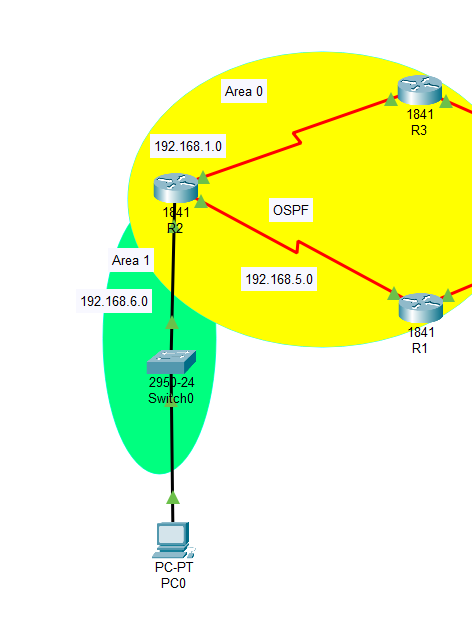 Area 0
1841
R3
192.168.1.0
1841
R2
OSPF
Area 1
192.168.5.0
192.168.6.0
1841
R1
2950-24
Switch0
PC-PT
PC0